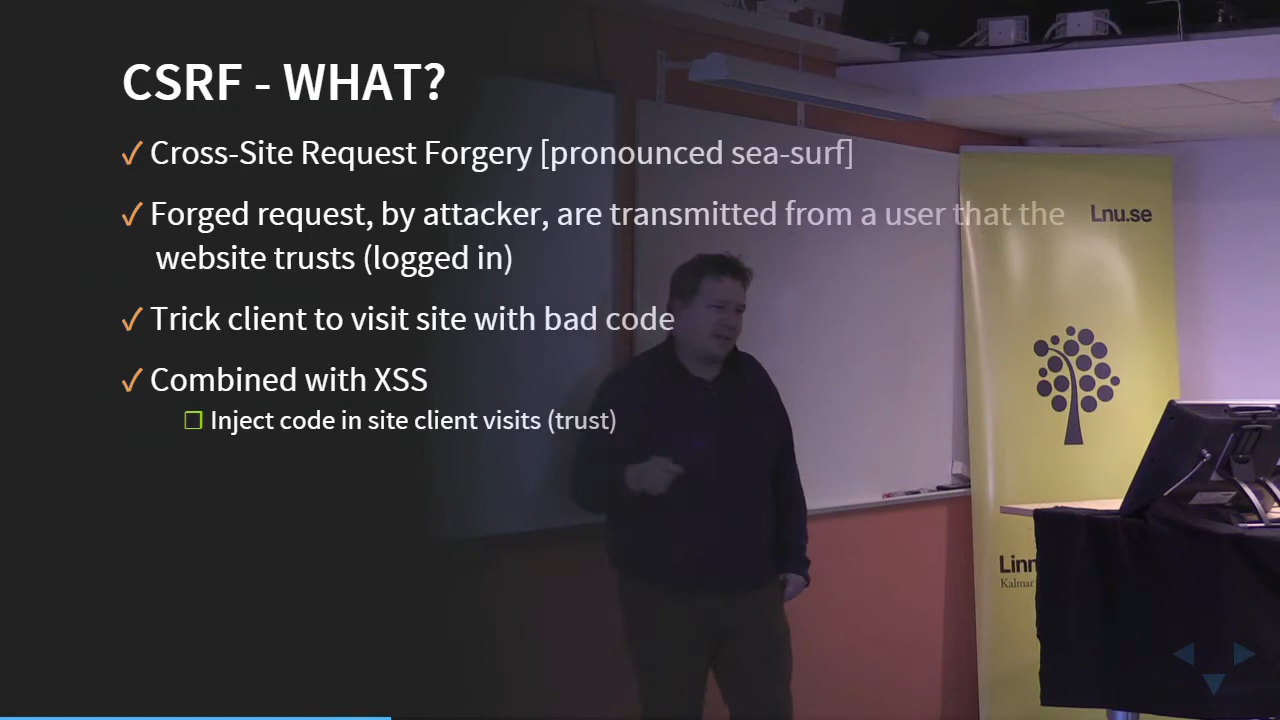 CSRF - WHAT?
✓ Cross-Site Request Forgery [pronounced sea-surf]
✓ Forged request, by attacker, are transmitted from a user that the
website trusts (logged in)
✓ Trick client to visit site with bad code
✓ Combined with XSS
❐ Inject code in site client visits (trust)
Lnu.se
Linn
Kalmar